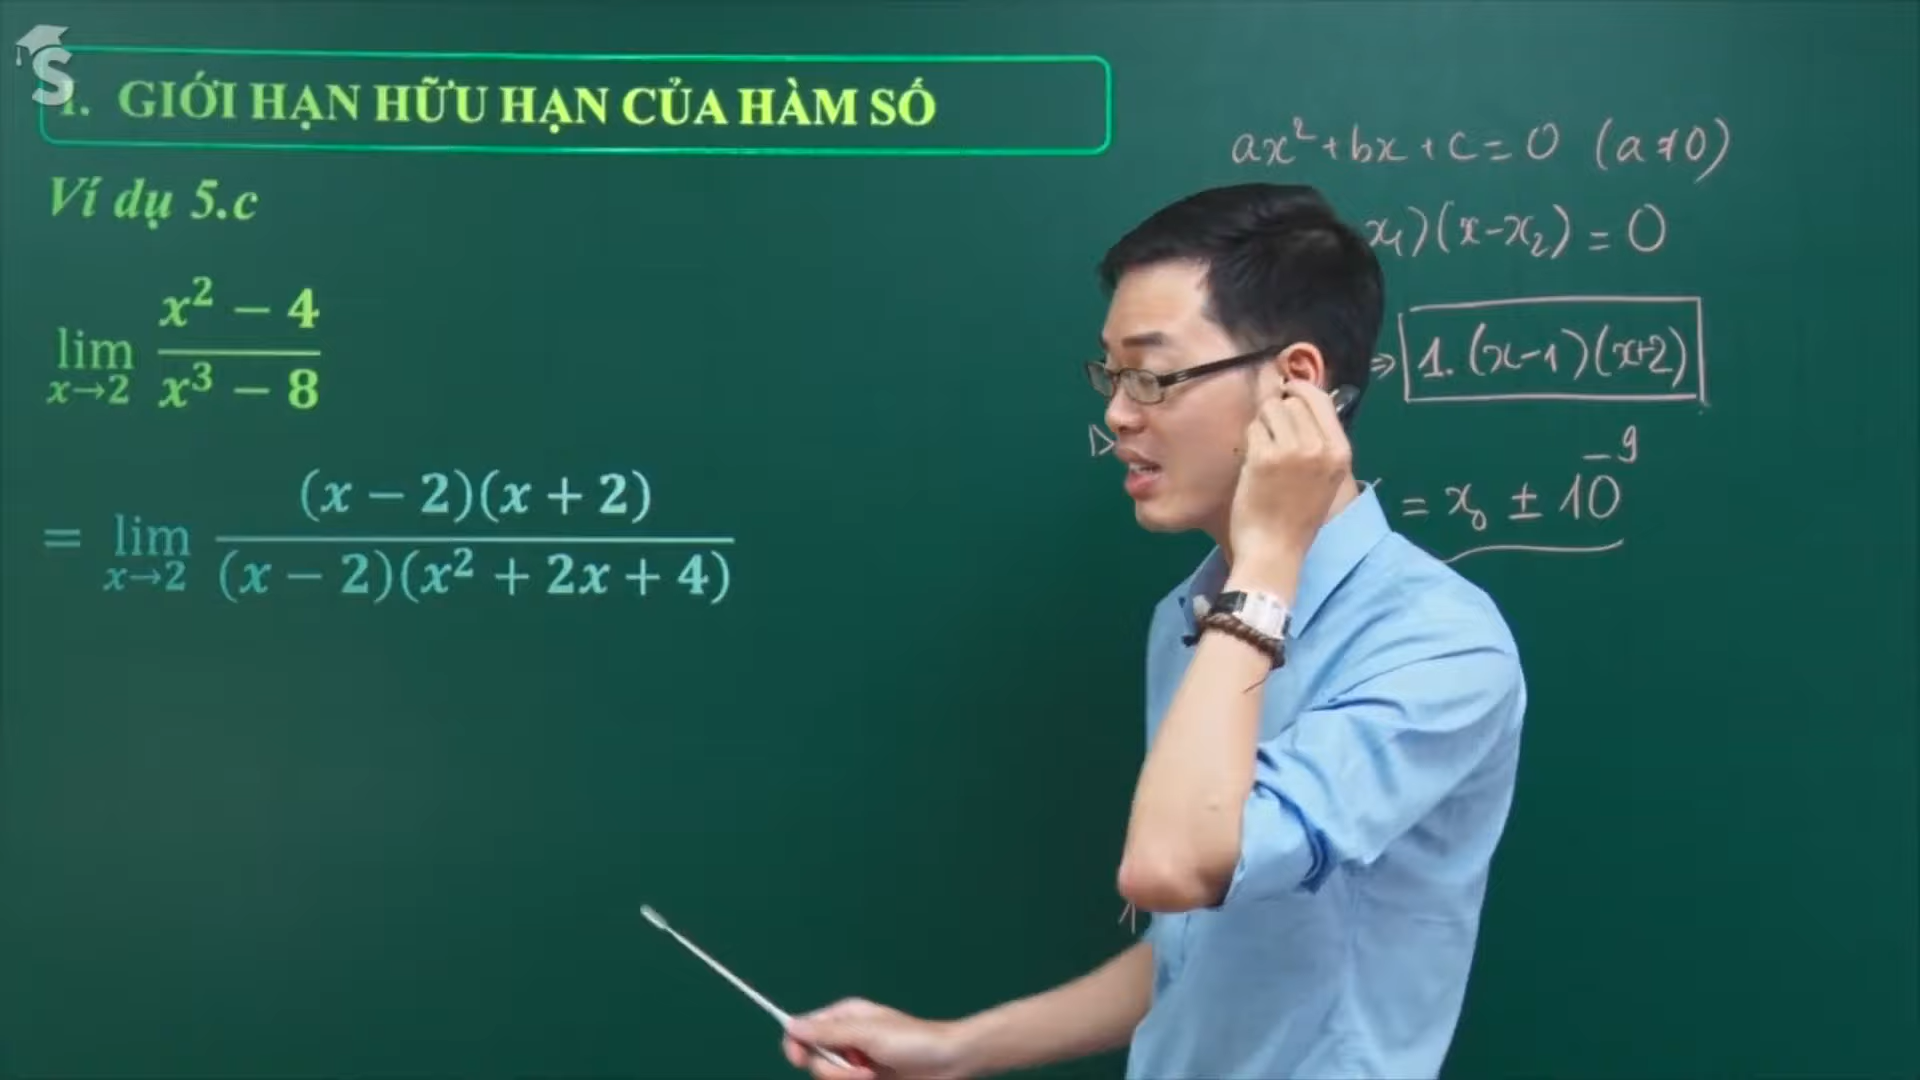 S
1. GIỚI HẠN HỮU HẠN CỦA HÀM SỐ
Ví dụ 5.c
lim x→2 (x² − 4)/(x³ − 8)
= lim x→2 ((x − 2)(x + 2))/((x − 2)(x² + 2x + 4))
ax² + bx + c = 0 (a ≠ 0)
x₁)(x-x₂) = 0
⇒ 1.(x-1)(x+2)
= x₀ ± 10⁻⁹